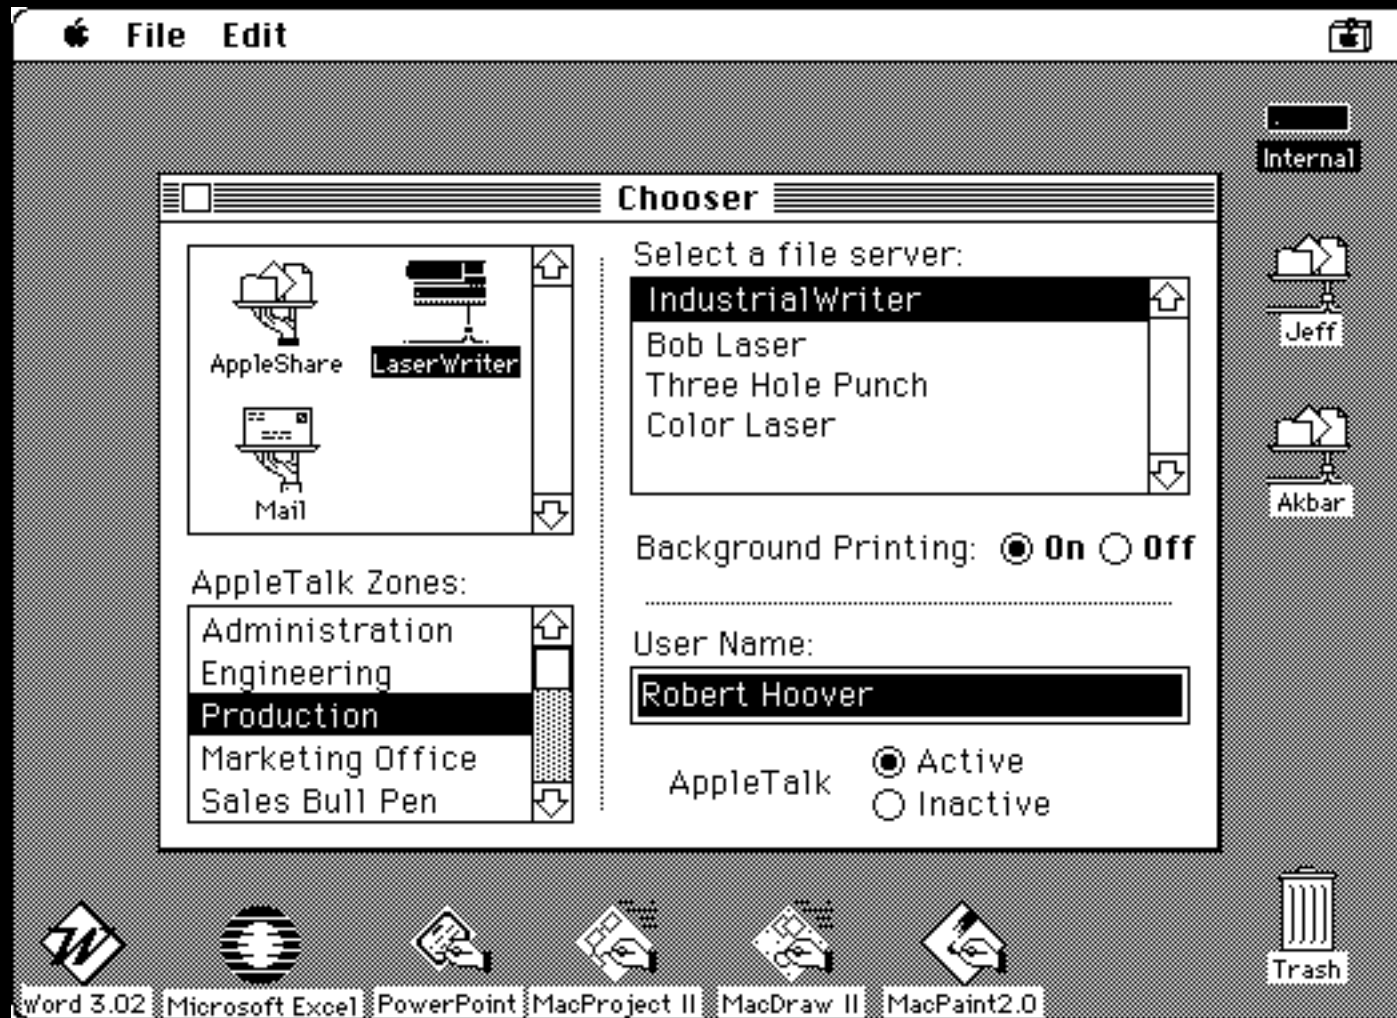 File Edit
Internal
Chooser
Select a file server:
AppleShare LaserWriter
Mail
IndustrialWriter
Bob Laser
Three Hole Punch
Color Laser
Jeff
Akbar
Background Printing: On Off
AppleTalk Zones:
Administration
Engineering
Production
Marketing Office
Sales Bull Pen
User Name:
Robert Hoover
AppleTalk
Active
Inactive
Trash
Word 3.02 Microsoft Excel PowerPoint MacProject II MacDraw II MacPaint2.0